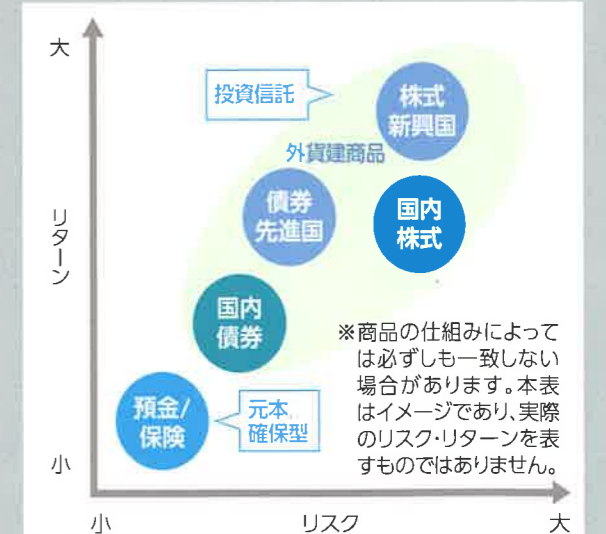 大
投資信託
株式
新興国
外貨建商品
債券
先進国
国内
株式
リターン
国内
債券
※商品の仕組みによって
は必ずしも一致しない
場合があります。本表
はイメージであり、実際
のリスク・リターンを表
すものではありません。
預金/
保険
元本
確保型
小
小
リスク
大